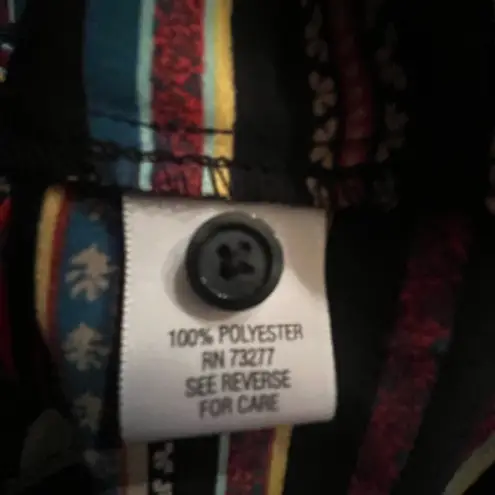 100% POLYESTER
RN 73277
SEE REVERSE
FOR CARE